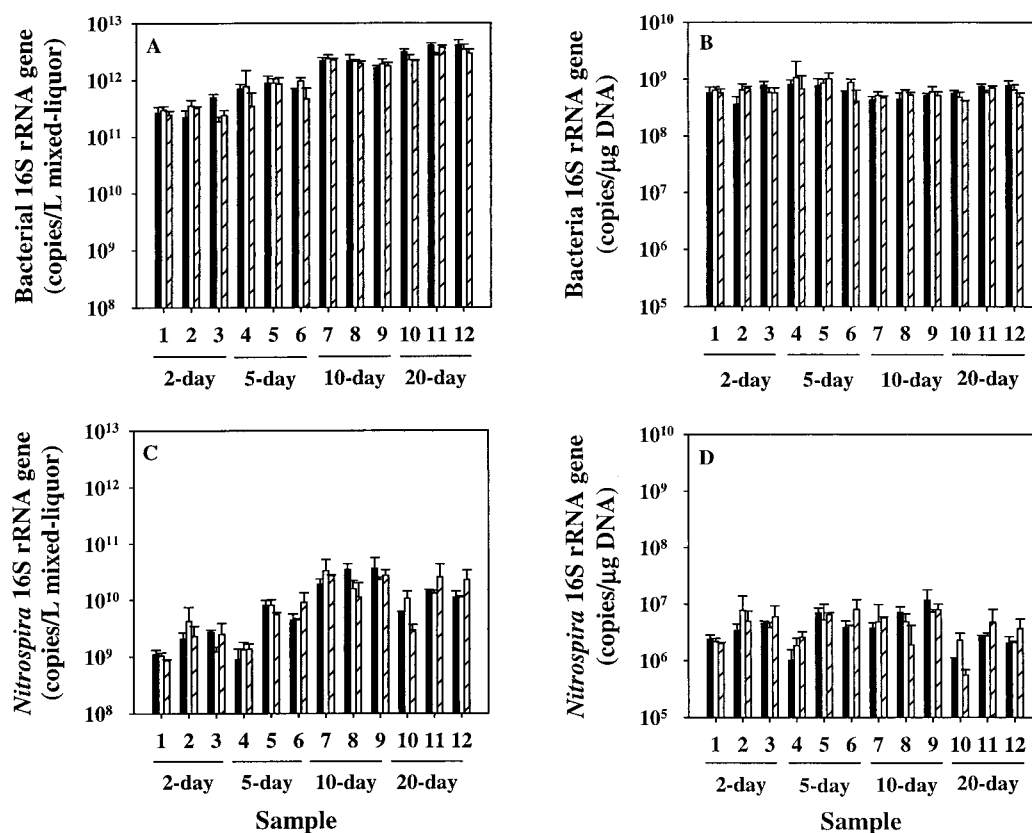 A
Bacterial 16S rRNA gene
(copies/L mixed-liquor)
10¹³
10¹²
10¹¹
10¹⁰
10⁹
10⁸
1 2 3 4 5 6 7 8 9 10 11 12
2-day 5-day 10-day 20-day
B
Bacteria 16S rRNA gene
(copies/µg DNA)
10¹⁰
10⁹
10⁸
10⁷
10⁶
10⁵
1 2 3 4 5 6 7 8 9 10 11 12
2-day 5-day 10-day 20-day
C
Nitrospira 16S rRNA gene
(copies/L mixed-liquor)
10¹³
10¹²
10¹¹
10¹⁰
10⁹
10⁸
1 2 3 4 5 6 7 8 9 10 11 12
2-day 5-day 10-day 20-day
Sample
D
Nitrospira 16S rRNA gene
(copies/µg DNA)
10¹⁰
10⁹
10⁸
10⁷
10⁶
10⁵
1 2 3 4 5 6 7 8 9 10 11 12
2-day 5-day 10-day 20-day
Sample